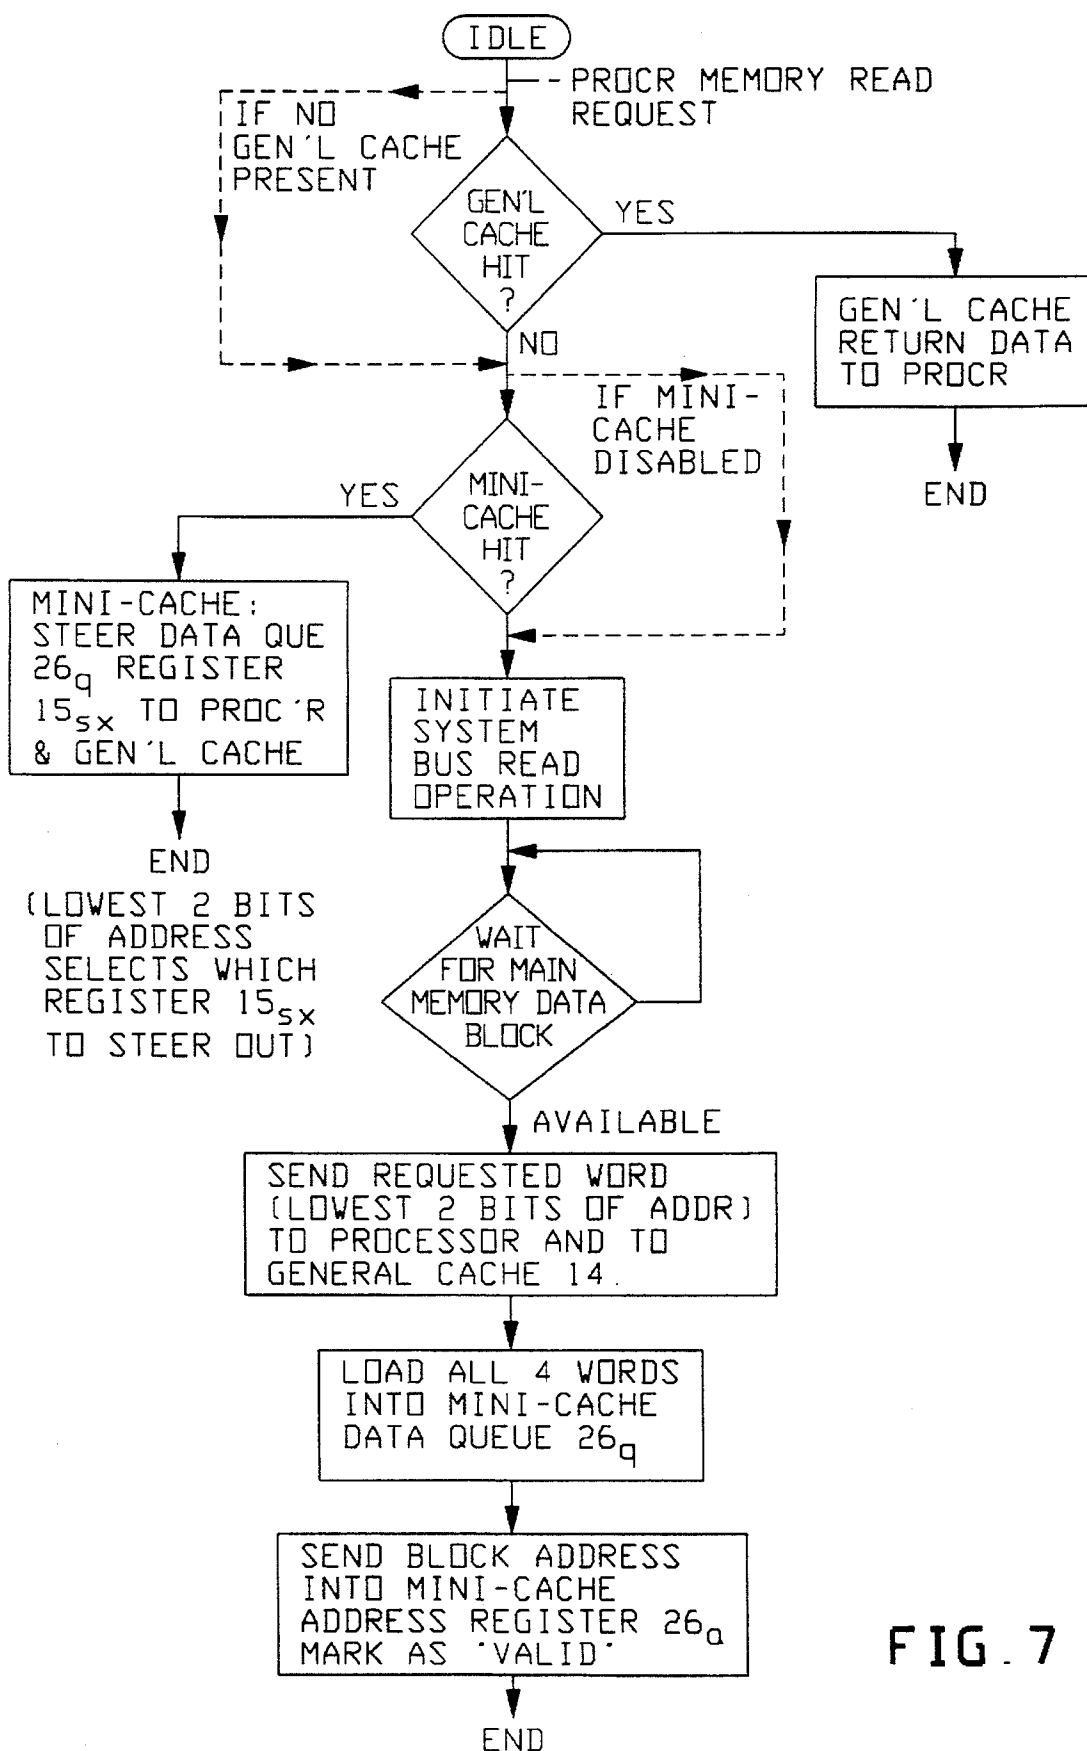 IDLE
PROCR MEMORY READ
REQUEST
IF NO
GEN'L CACHE
PRESENT
GEN'L
CACHE
HIT
?
YES
GEN'L CACHE
RETURN DATA
TO PROCR
END
NO
IF MINI-
CACHE
DISABLED
MINI-
CACHE
HIT
?
YES
MINI-CACHE:
STEER DATA QUE
26q REGISTER
15sx TO PROC'R
& GEN'L CACHE
END
(LOWEST 2 BITS
OF ADDRESS
SELECTS WHICH
REGISTER 15sx
TO STEER OUT)
INITIATE
SYSTEM
BUS READ
OPERATION
WAIT
FOR MAIN
MEMORY DATA
BLOCK
AVAILABLE
SEND REQUESTED WORD
(LOWEST 2 BITS OF ADDR)
TO PROCESSOR AND TO
GENERAL CACHE 14.
LOAD ALL 4 WORDS
INTO MINI-CACHE
DATA QUEUE 26q
SEND BLOCK ADDRESS
INTO MINI-CACHE
ADDRESS REGISTER 26a
MARK AS 'VALID'
END
FIG. 7